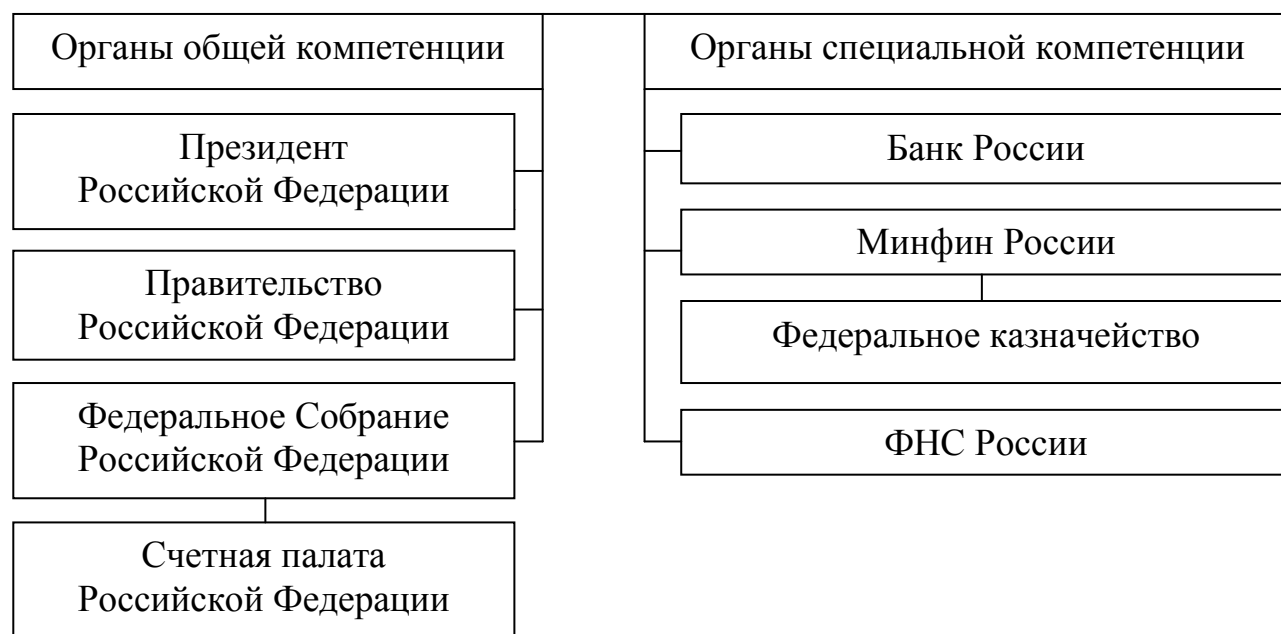 Органы общей компетенции
Президент
Российской Федерации
Правительство
Российской Федерации
Федеральное Собрание
Российской Федерации
Счетная палата
Российской Федерации
Органы специальной компетенции
Банк России
Минфин России
Федеральное казначейство
ФНС России